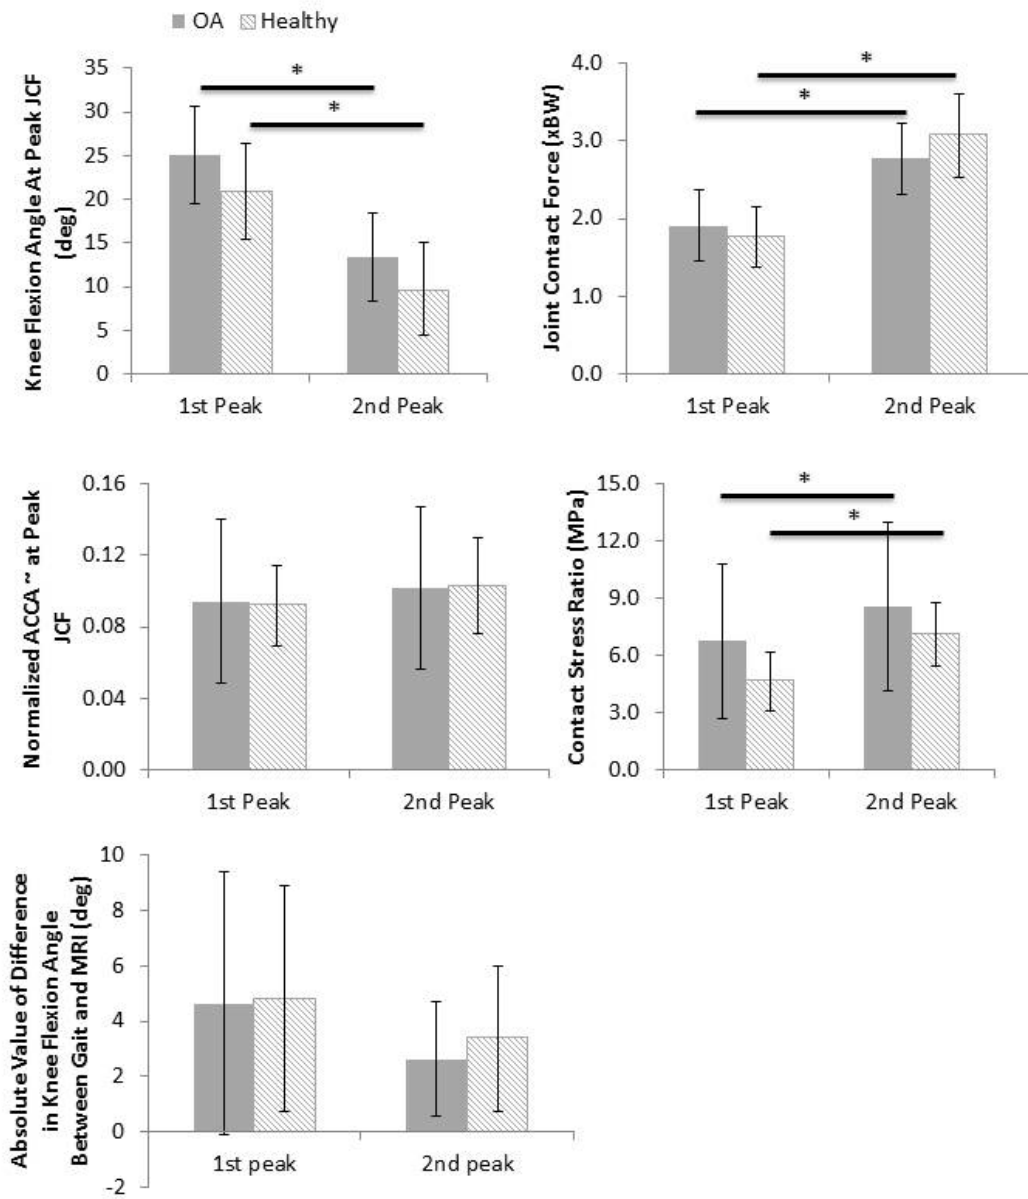 OA Healthy
Knee Flexion Angle At Peak JCF
(deg)
35
30
25
20
15
10
5
0
*
*
1st Peak 2nd Peak
Joint Contact Force (xBW)
4.0
3.0
2.0
1.0
0.0
*
*
1st Peak 2nd Peak
Normalized ACCA ~ at Peak
JCF
0.16
0.12
0.08
0.04
0.00
1st Peak 2nd Peak
Contact Stress Ratio (MPa)
15.0
12.0
9.0
6.0
3.0
0.0
*
*
1st Peak 2nd Peak
Absolute Value of Difference
in Knee Flexion Angle
Between Gait and MRI (deg)
10
8
6
4
2
0
-2
1st peak 2nd peak